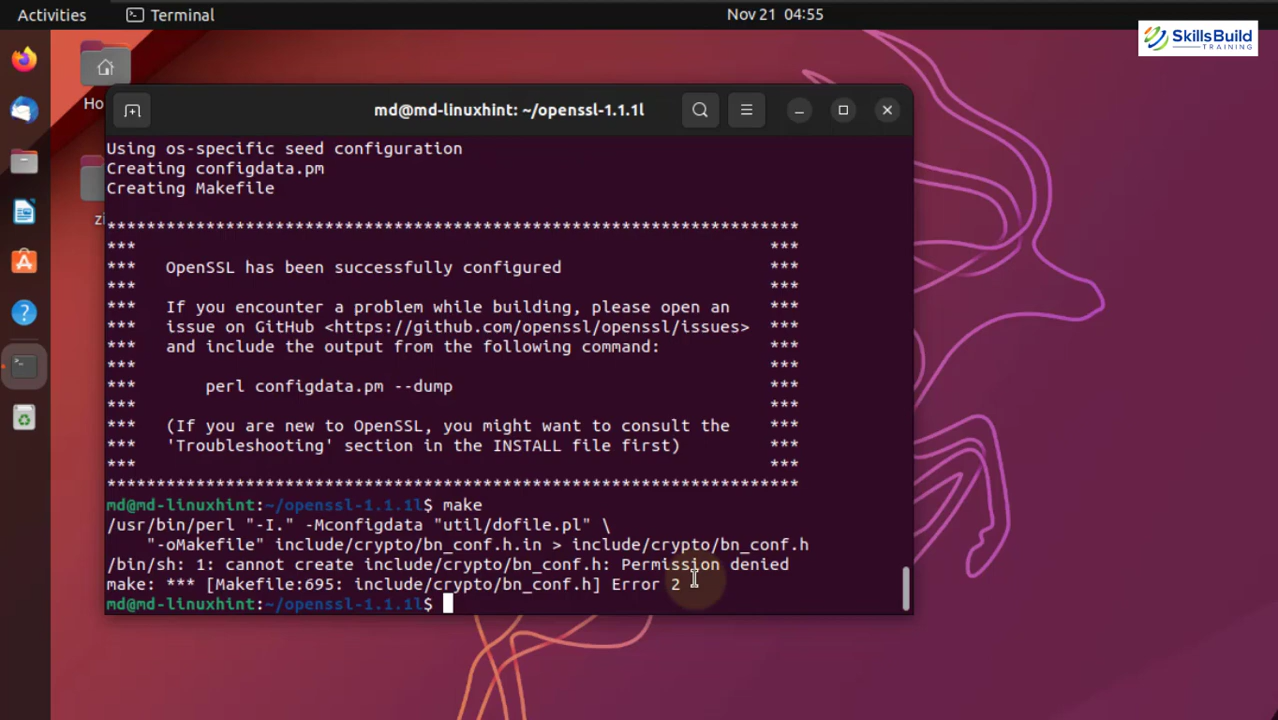 Activities
Terminal
Nov 21 04:55
SkillsBuild
TRAINING
Ho
zi
md@md-linuxhint: ~/openssl-1.1.1l
Using os-specific seed configuration
Creating configdata.pm
Creating Makefile
**********************************************************************
***                                                                ***
***   OpenSSL has been successfully configured                     ***
***                                                                ***
***   If you encounter a problem while building, please open an    ***
***   issue on GitHub <https://github.com/openssl/openssl/issues>  ***
***   and include the output from the following command:           ***
***                                                                ***
***       perl configdata.pm --dump                                ***
***                                                                ***
***   (If you are new to OpenSSL, you might want to consult the    ***
***   'Troubleshooting' section in the INSTALL file first)         ***
***                                                                ***
**********************************************************************
md@md-linuxhint:~/openssl-1.1.1l$ make
/usr/bin/perl "-I." -Mconfigdata "util/dofile.pl" \
    "-oMakefile" include/crypto/bn_conf.h.in > include/crypto/bn_conf.h
/bin/sh: 1: cannot create include/crypto/bn_conf.h: Permission denied
make: *** [Makefile:695: include/crypto/bn_conf.h] Error 2
md@md-linuxhint:~/openssl-1.1.1l$